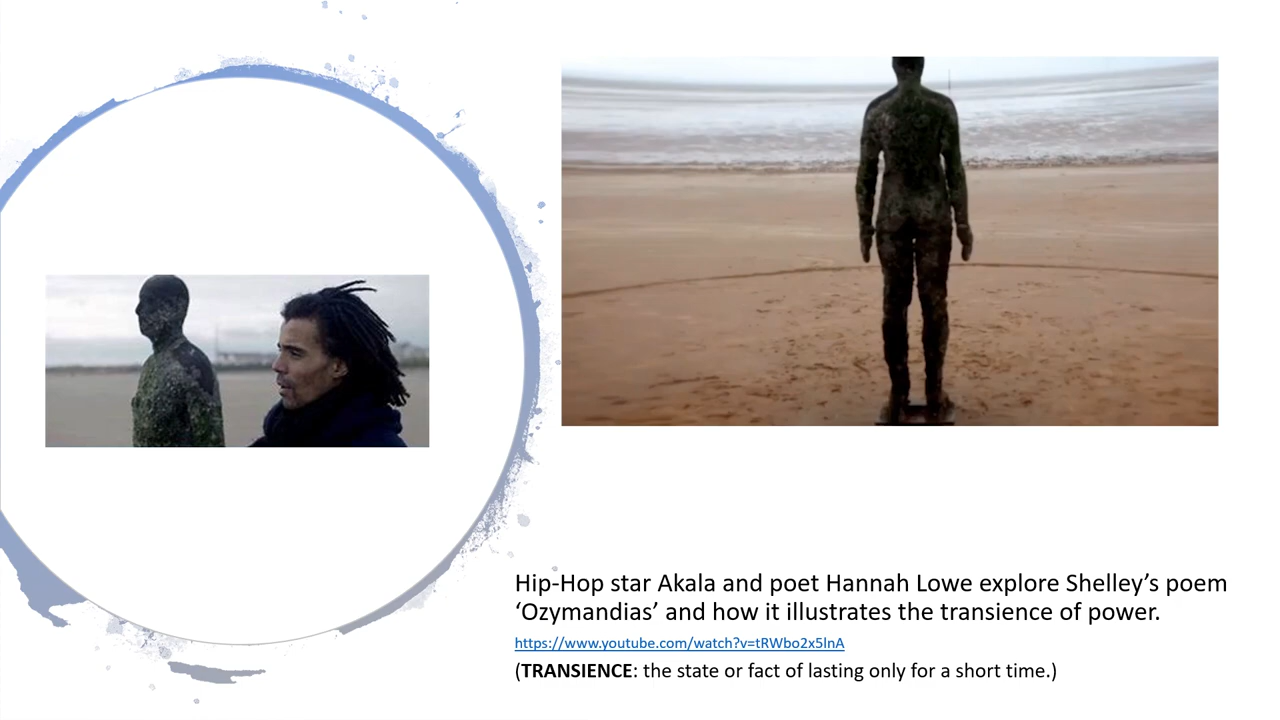 Hip-Hop star Akala and poet Hannah Lowe explore Shelley’s poem
‘Ozymandias’ and how it illustrates the transience of power.
https://www.youtube.com/watch?v=tRWbo2x5lnA
(TRANSIENCE: the state or fact of lasting only for a short time.)